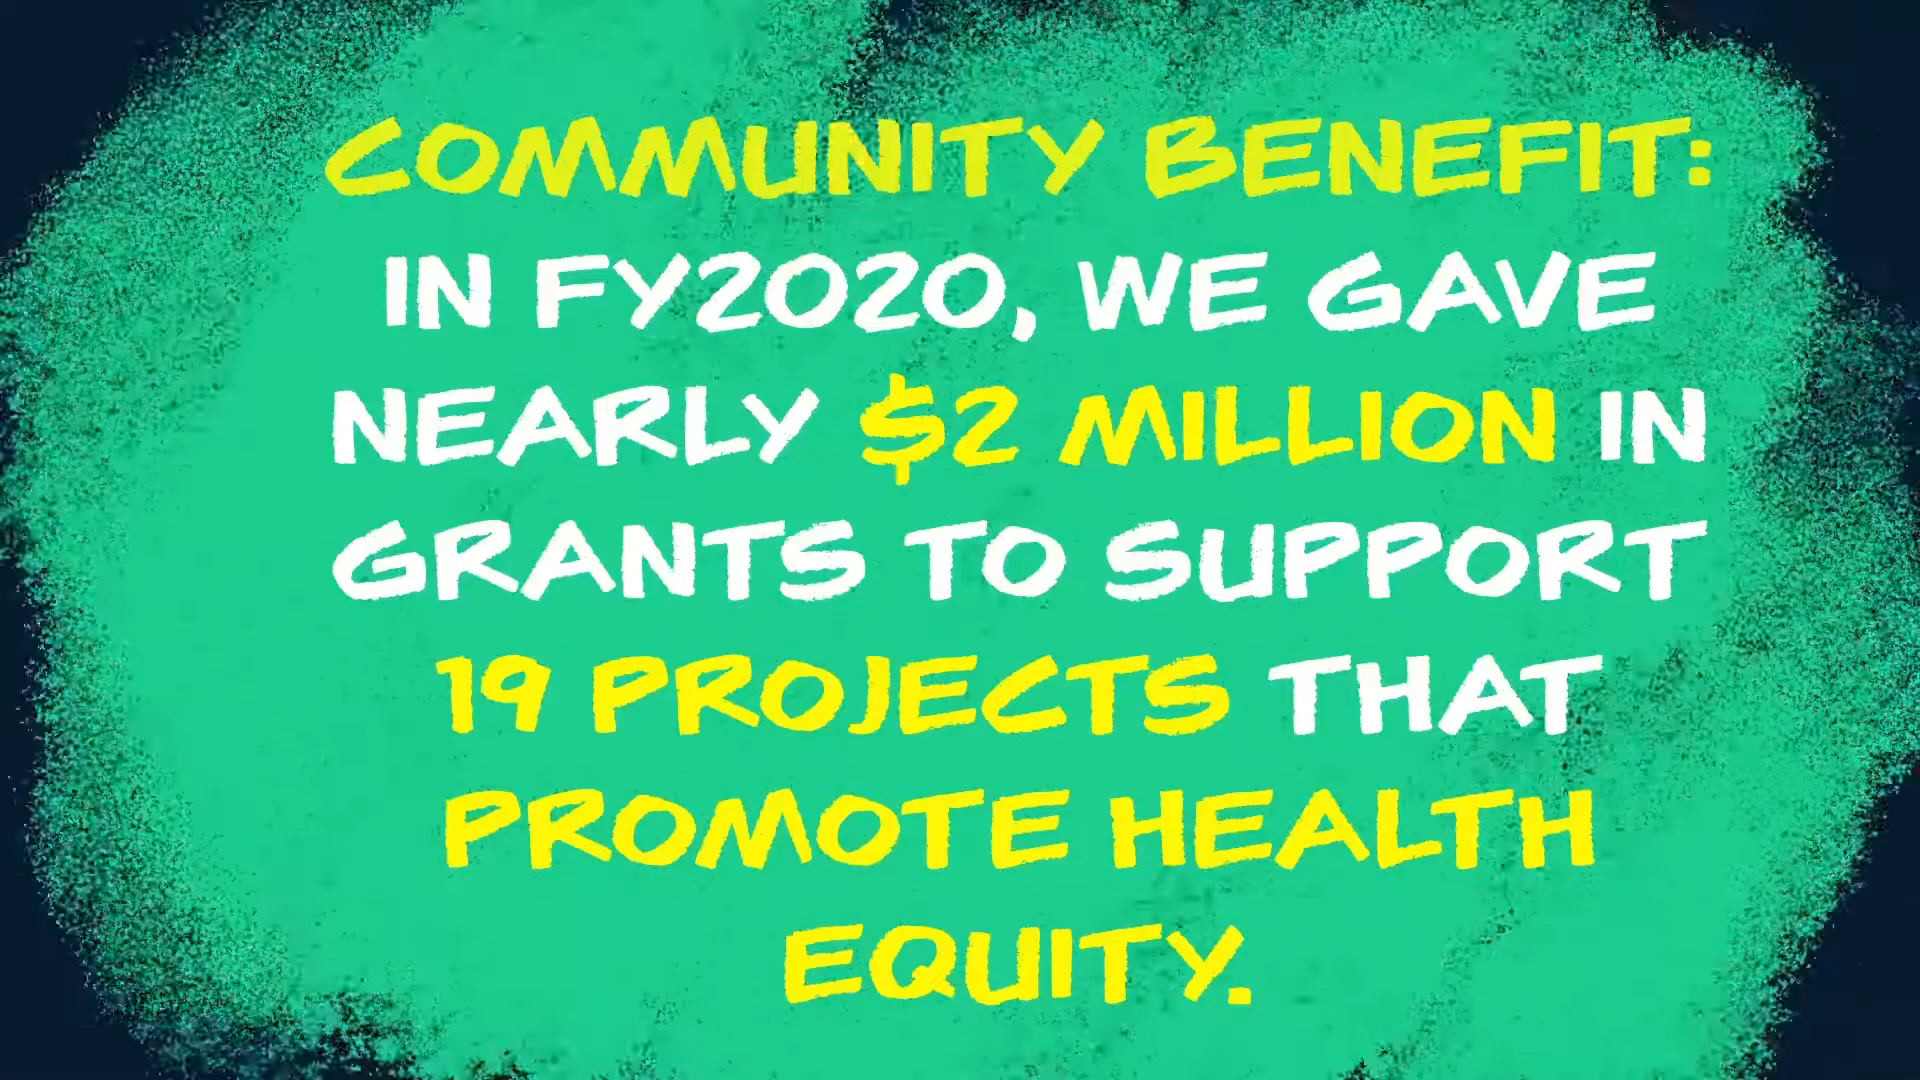 COMMUNITY BENEFIT:
IN FY2020, WE GAVE
NEARLY $2 MILLION IN
GRANTS TO SUPPORT
19 PROJECTS THAT
PROMOTE HEALTH
EQUITY.